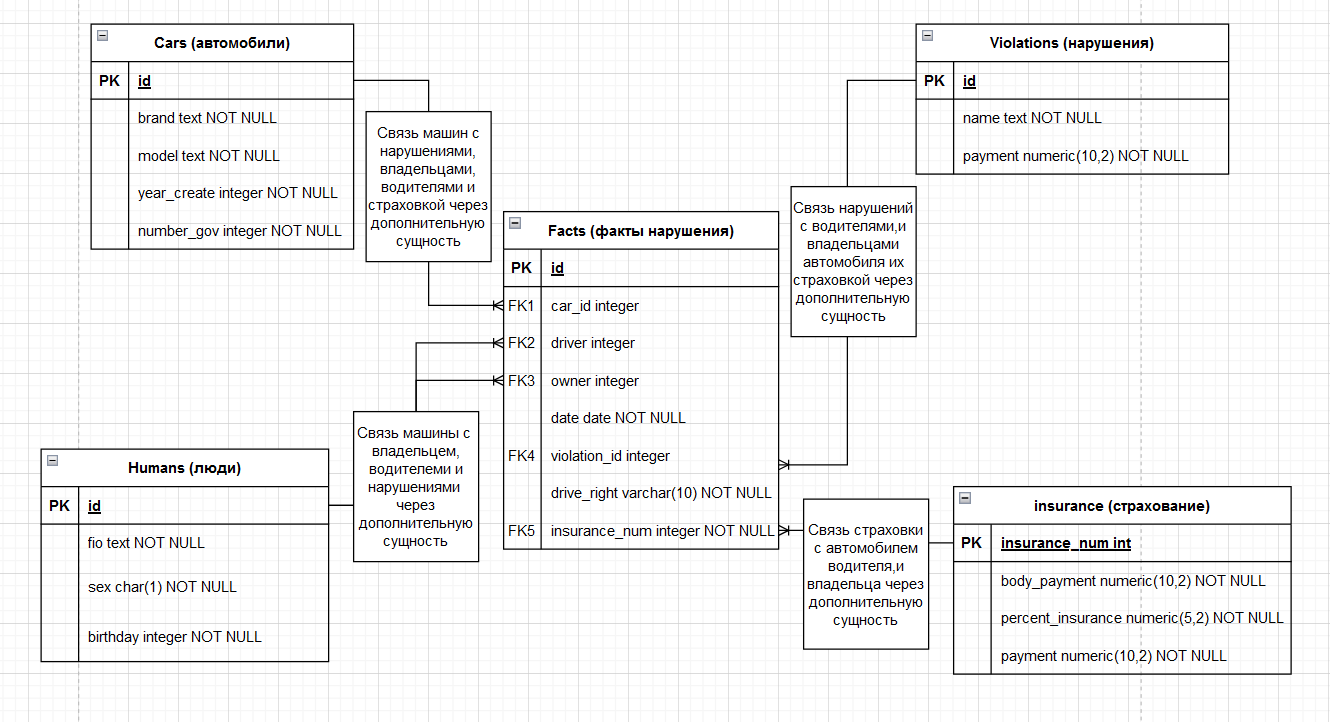 Cars (автомобили)
PK id
brand text NOT NULL
model text NOT NULL
year_create integer NOT NULL
number_gov integer NOT NULL
Связь машин с
нарушениями,
владельцами,
водителями и
страховкой через
дополнительную
сущность
Violations (нарушения)
PK id
name text NOT NULL
payment numeric(10,2) NOT NULL
Связь нарушений
с водителями,и
владельцами
автомобиля их
страховкой через
дополнительную
сущность
Facts (факты нарушения)
PK id
FK1 car_id integer
FK2 driver integer
FK3 owner integer
date date NOT NULL
FK4 violation_id integer
drive_right varchar(10) NOT NULL
FK5 insurance_num integer NOT NULL
Связь машины с
владельцем,
водителеми и
нарушениями
через
дополнительную
сущность
Humans (люди)
PK id
fio text NOT NULL
sex char(1) NOT NULL
birthday integer NOT NULL
Связь страховки
с автомобилем
водителя,и
владельца через
дополнительную
сущность
insurance (страхование)
PK insurance_num int
body_payment numeric(10,2) NOT NULL
percent_insurance numeric(5,2) NOT NULL
payment numeric(10,2) NOT NULL